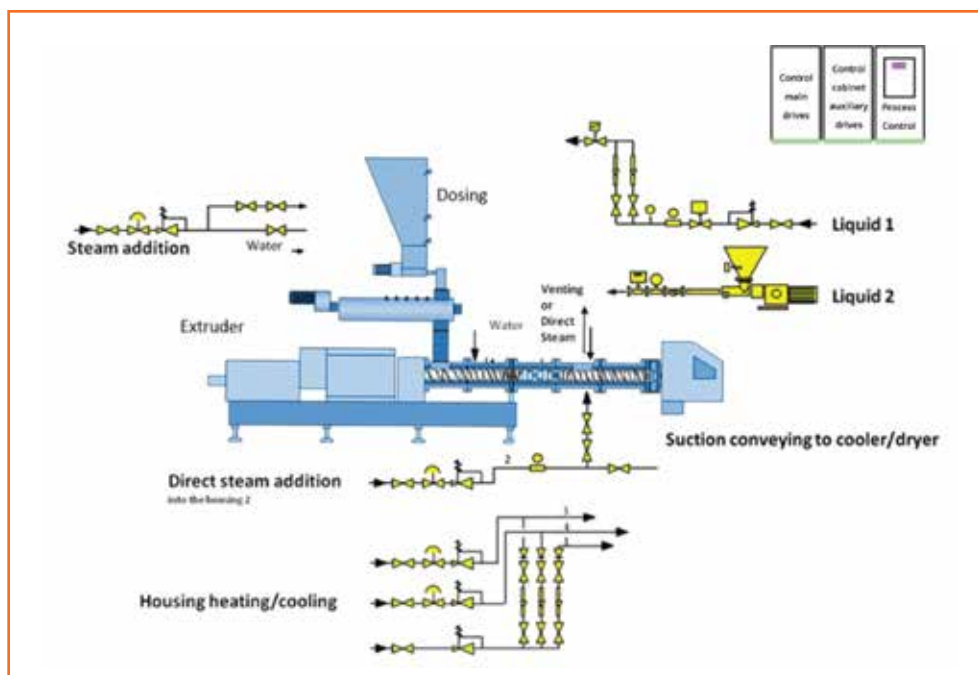 Control
main
drives
Control
cabinet
auxiliary
drives
Process
Control
Dosing
Steam addition
Water
Liquid 1
Liquid 2
Venting
or
Direct
Steam
Water
Extruder
Suction conveying to cooler/dryer
2
Direct steam addition
into the housing 2
Housing heating/cooling